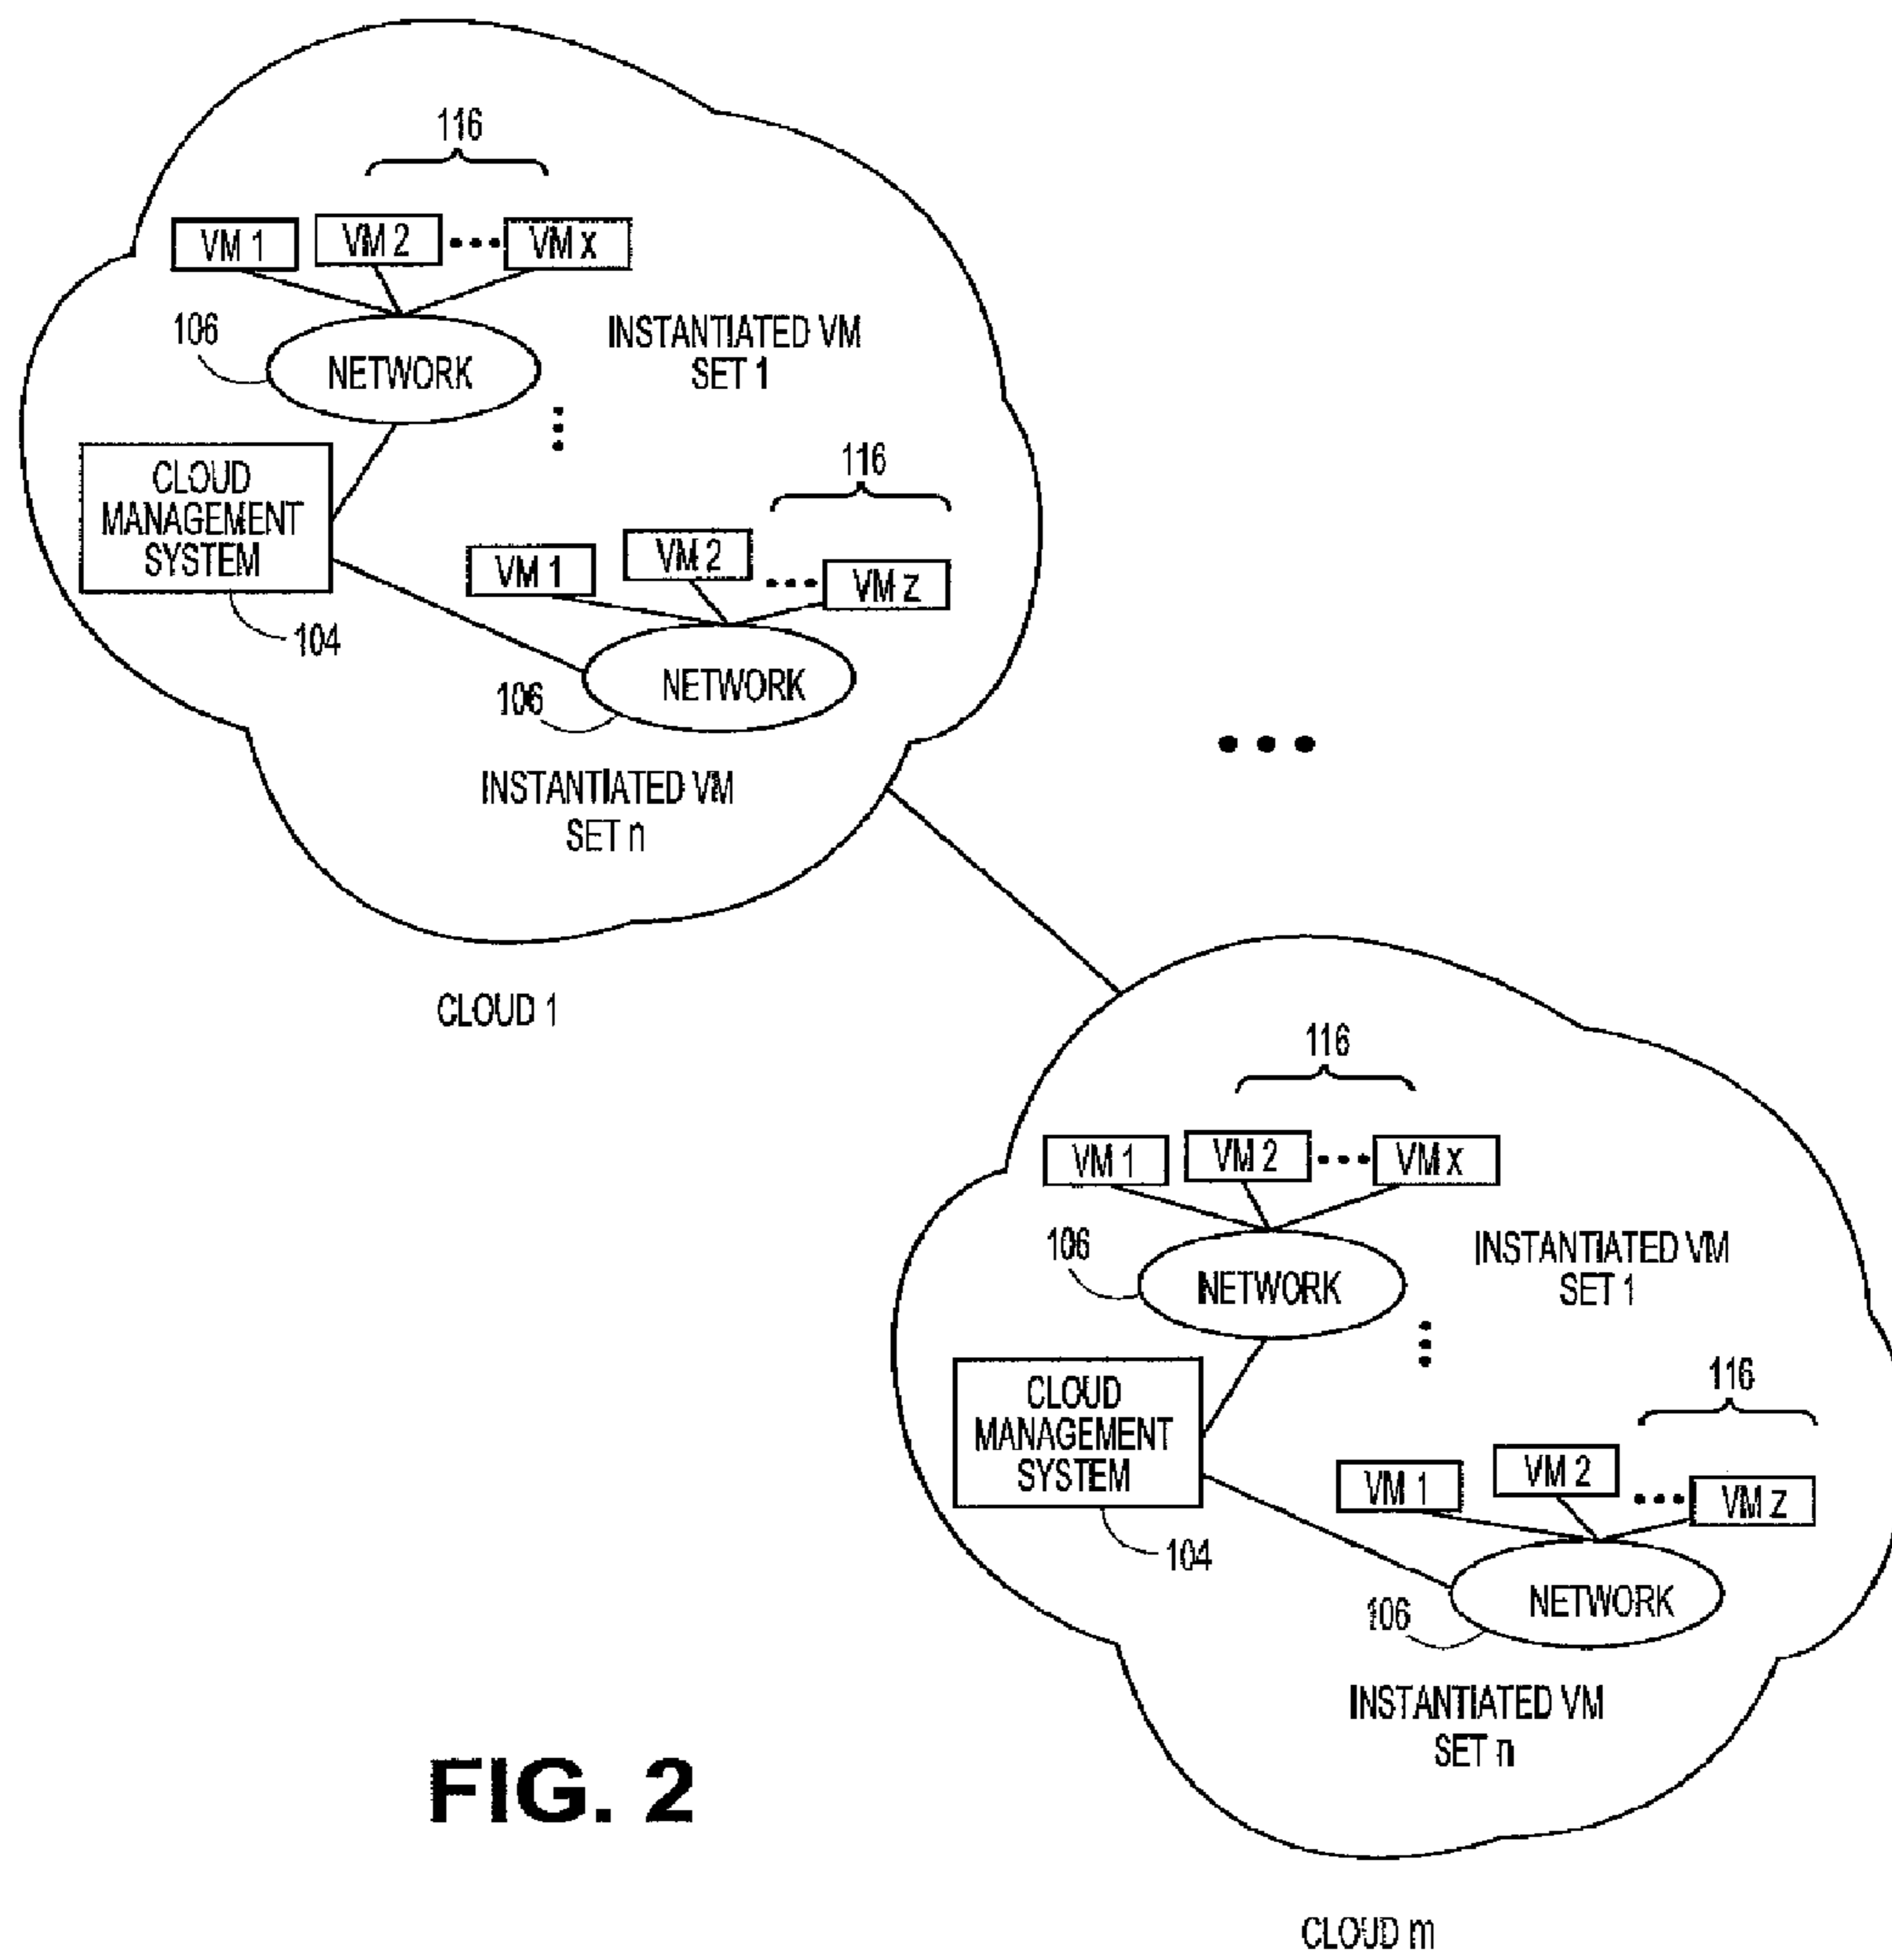 116
VM 1
VM 2
VM X
106
NETWORK
INSTANTIATED VM
SET 1
CLOUD
MANAGEMENT
SYSTEM
104
116
VM 1
VM 2
VM Z
106
NETWORK
INSTANTIATED VM
SET n
CLOUD 1
116
VM 1
VM 2
VM X
106
NETWORK
INSTANTIATED VM
SET 1
CLOUD
MANAGEMENT
SYSTEM
104
116
VM 1
VM 2
VM Z
106
NETWORK
INSTANTIATED VM
SET n
FIG. 2
CLOUD m